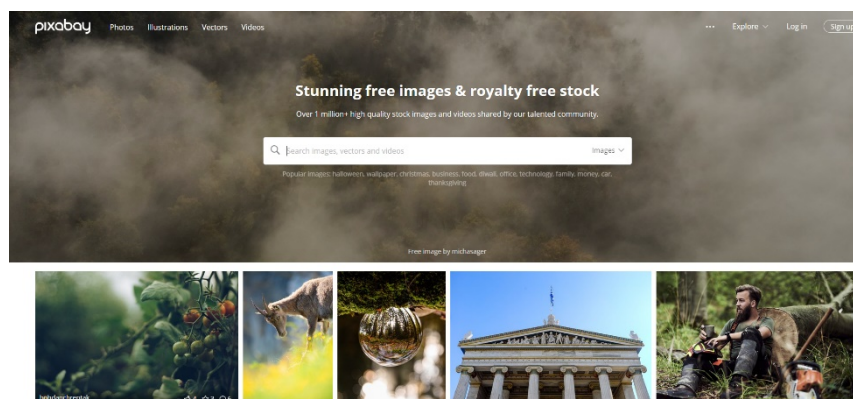 pixabay Photos Illustrations Vectors Videos ••• Explore Log in Sign up
Stunning free images & royalty free stock
Over 1 million+ high quality stock images and videos shared by our talented community.
Search images, vectors and videos Images
Popular images: halloween, wallpaper, christmas, business, food, diwali, office, technology, family, money, car,
thanksgiving
Free image by michasager